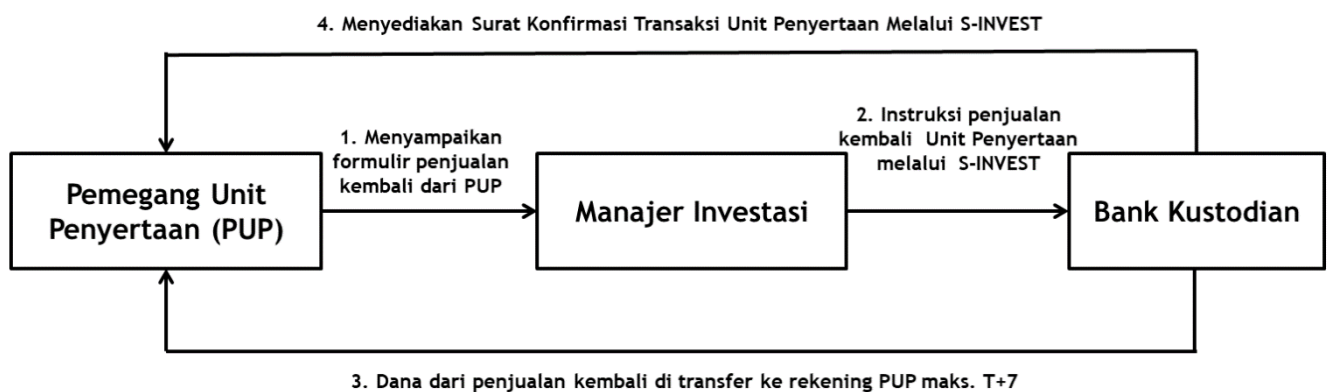 4. Menyediakan Surat Konfirmasi Transaksi Unit Penyertaan Melalui S-INVEST
1. Menyampaikan
formulir penjualan
kembali dari PUP
2. Instruksi penjualan
kembali Unit Penyertaan
melalui S-INVEST
Pemegang Unit
Penyertaan (PUP)
Manajer Investasi
Bank Kustodian
3. Dana dari penjualan kembali di transfer ke rekening PUP maks. T+7